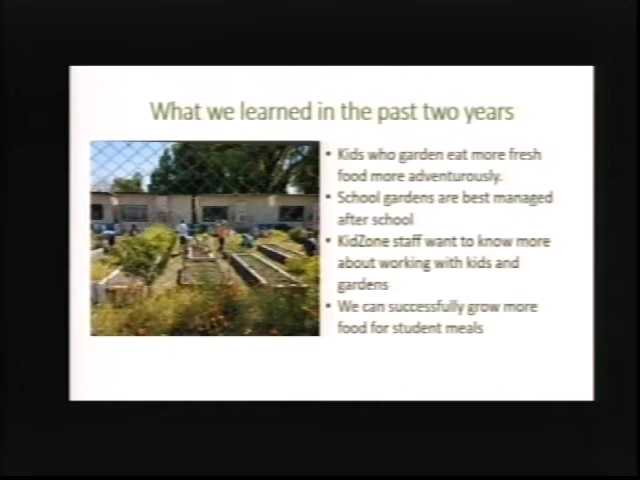 What we learned in the past two years
• Kids who garden eat more fresh
food more adventurously.
• School gardens are best managed
after school
• KidZone staff want to know more
about working with kids and
gardens
• We can successfully grow more
food for student meals